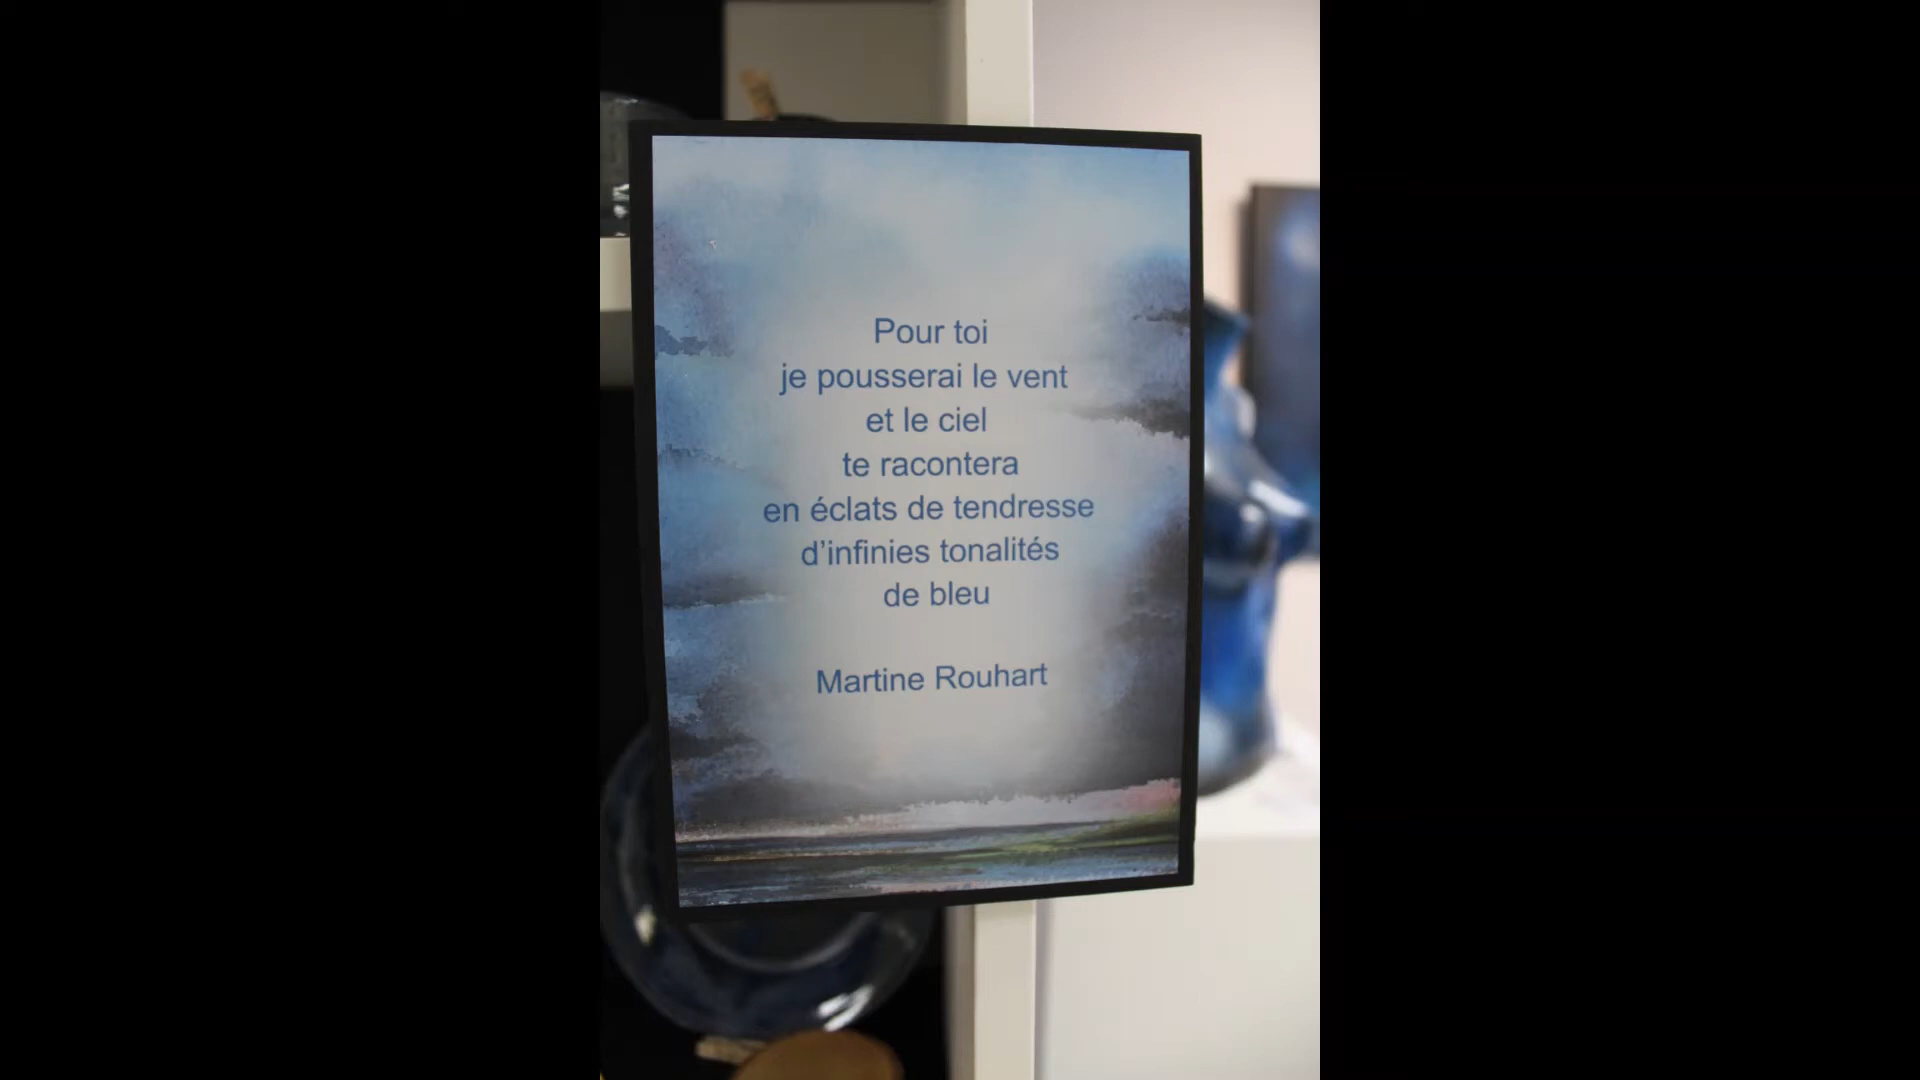 Pour toi
je pousserai le vent
et le ciel
te racontera
en éclats de tendresse
d’infinies tonalités
de bleu
Martine Rouhart